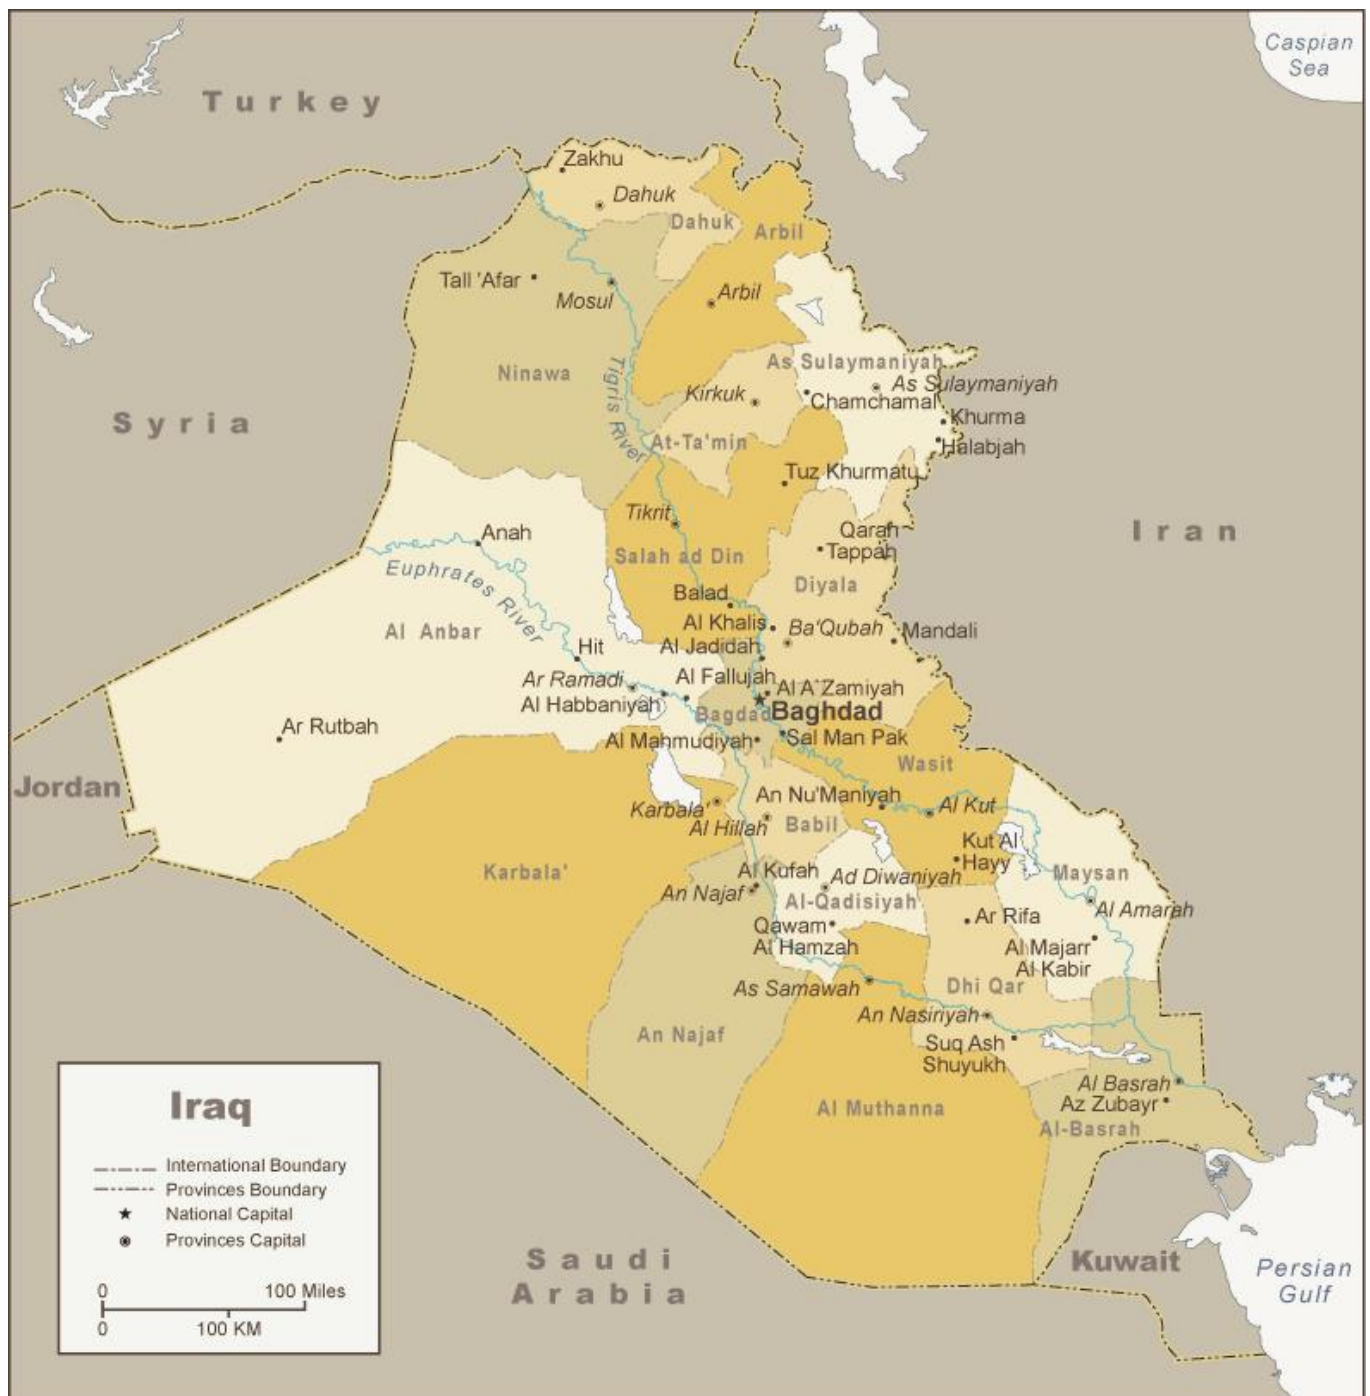 Caspian
Sea
Turkey
Zakhu
Dahuk
Dahuk
Arbil
Tall 'Afar
Mosul
Arbil
As Sulaymaniyah
Ninawa
Tigris River
Kirkuk
As Sulaymaniyah
Chamchamal
Khurma
Syria
At-Ta'min
Halabjah
Tuz Khurmatu
Tikrit
Iran
Anah
Qarah
Tappah
Salah ad Din
Euphrates River
Diyala
Balad
Al Khalis
Ba'Qubah
Mandali
Al Anbar
Hit
Al Jadidah
Ar Ramadi
Al Fallujah
Al A`Zamiyah
Al Habbaniyah
Bagdad
Baghdad
Ar Rutbah
Al Mahmudiyah
Sal Man Pak
Wasit
Jordan
An Nu'Maniyah
Al Kut
Karbala'
Al Hillah
Babil
Kut Al
Hayy
Karbala'
Al Kufah
Ad Diwaniyah
Maysan
An Najaf
Al-Qadisiyah
Al Amarah
Qawam
Al Hamzah
Ar Rifa
Al Majarr
Al Kabir
As Samawah
Dhi Qar
An Nasiriyah
An Najaf
Suq Ash
Shuyukh
Al Basrah
Az Zubayr
Al Muthanna
Al-Basrah
Iraq
International Boundary
Provinces Boundary
National Capital
Provinces Capital
0 100 Miles
0 100 KM
Saudi
Arabia
Kuwait
Persian
Gulf